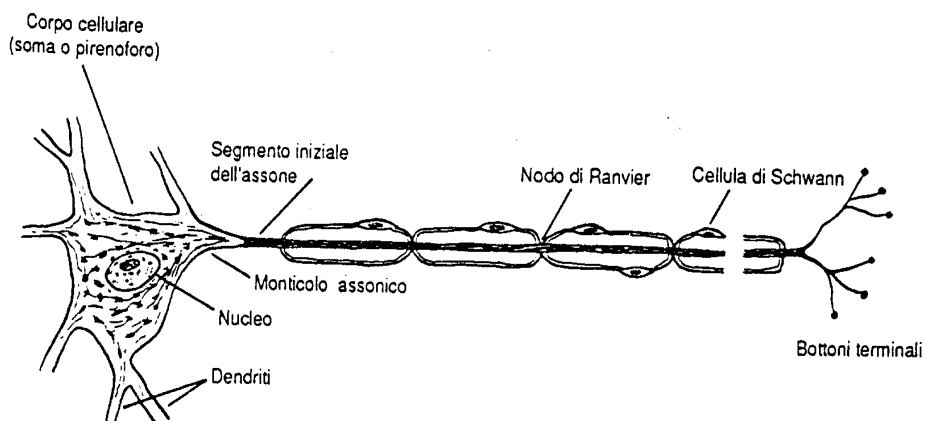 Corpo cellulare
(soma o pirenoforo)
Segmento iniziale
dell'assone
Nodo di Ranvier
Cellula di Schwann
Monticolo assonico
Nucleo
Bottoni terminali
Dendriti